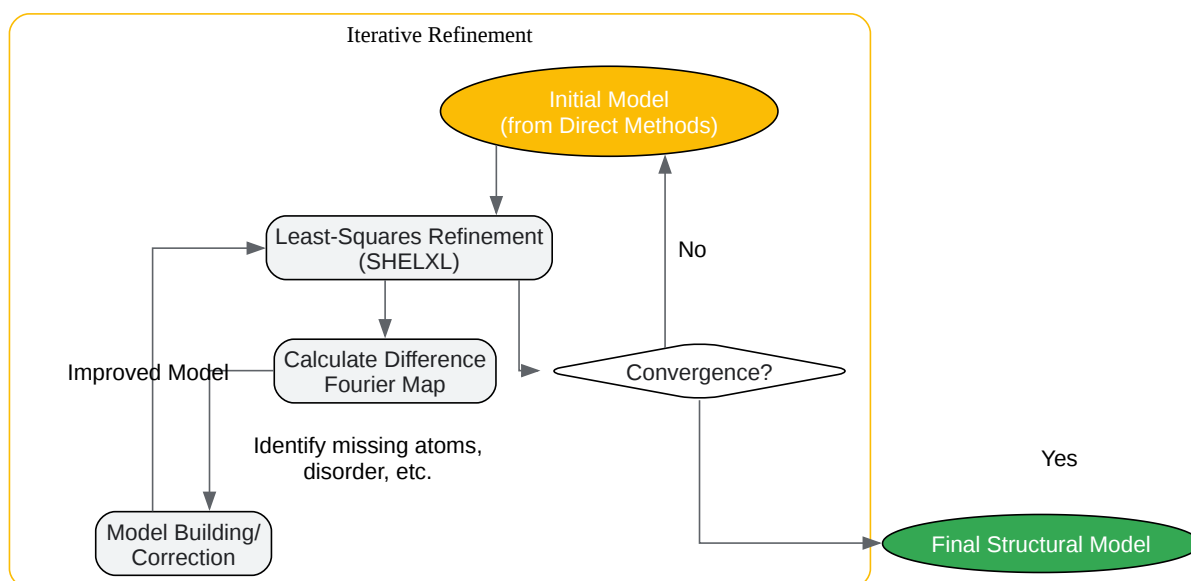 Iterative Refinement
Initial Model
(from Direct Methods)
Least-Squares Refinement
(SHELXL)
No
Calculate Difference
Fourier Map
Improved Model
Convergence?
Identify missing atoms,
disorder, etc.
Yes
Model Building/
Correction
Final Structural Model